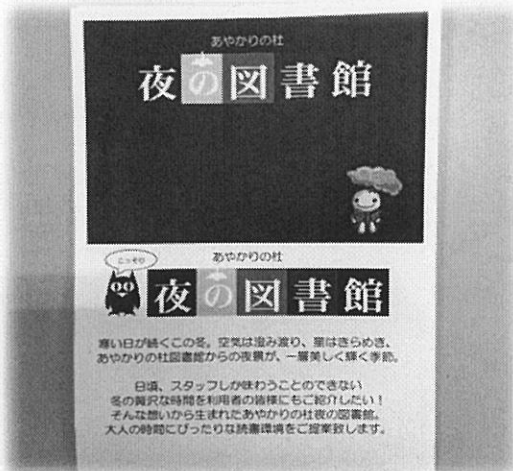 あやかりの杜
夜の図書館
こっそり
あやかりの杜
夜の図書館
寒い日が続くこの冬。空気は澄み渡り、星はきらめき、
あやかりの杜図書館からの夜景が、一層美しく輝く季節。
日頃、スタッフしか味わうことのできない
冬の贅沢な時間を利用者の皆様にもご紹介したい！
そんな想いから生まれたあやかりの杜夜の図書館。
大人の時間にぴったりな読書環境をご提案致します。